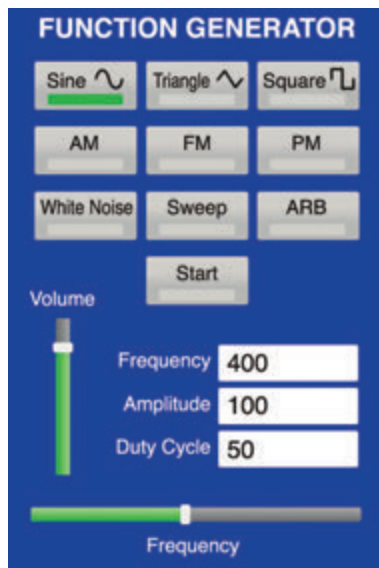 FUNCTION GENERATOR
Sine Triangle Square
AM FM PM
White Noise Sweep ARB
Start
Volume
Frequency 400
Amplitude 100
Duty Cycle 50
Frequency